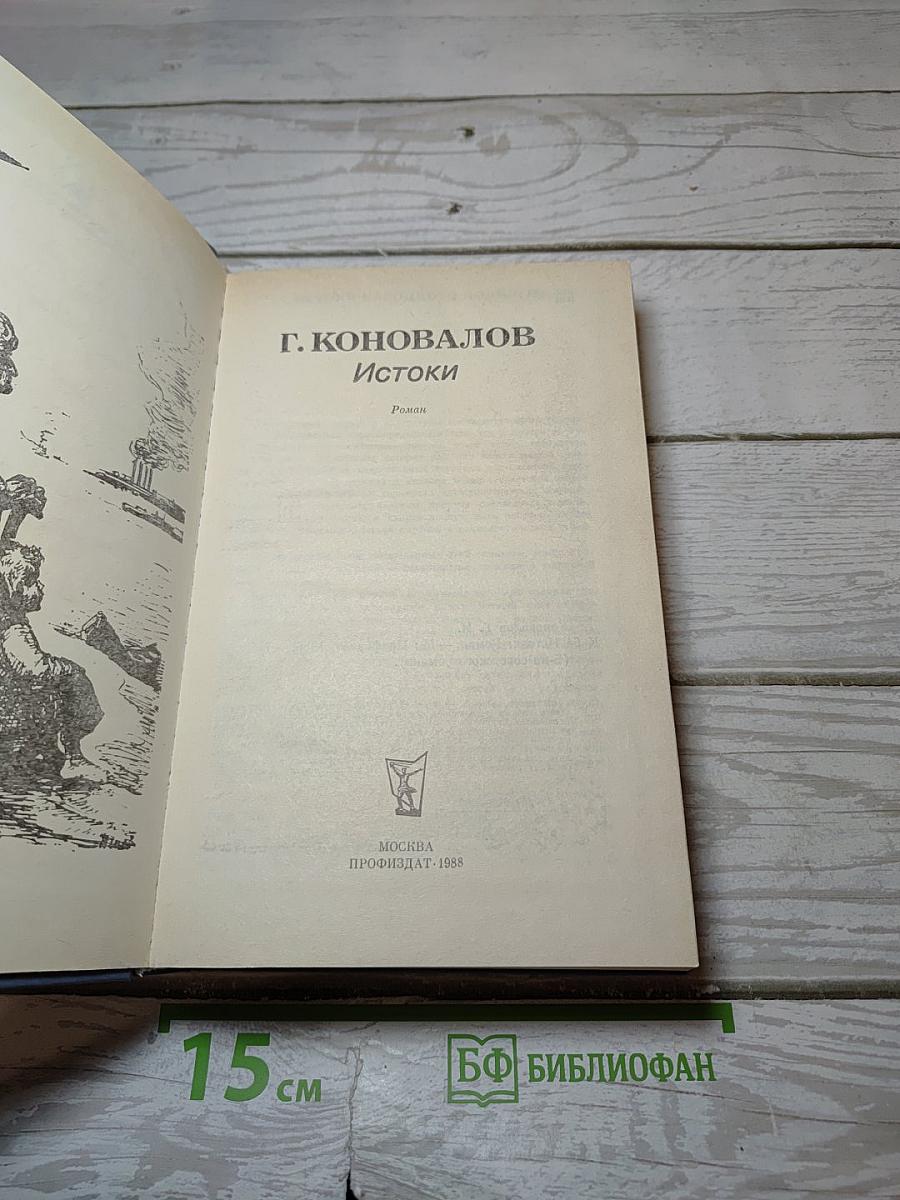 Г. КОНОВАЛОВ
Истоки
Роман
МОСКВА
ПРОФИЗДАТ · 1988
15 см
БФ БИБЛИОФАН